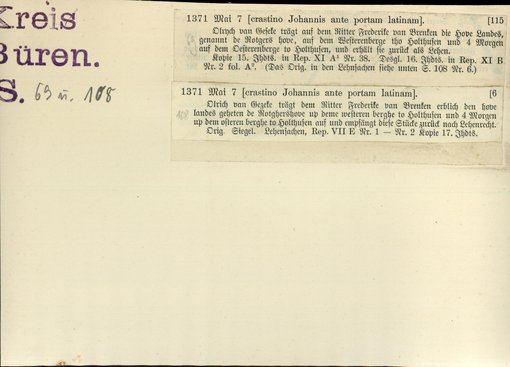 Kreis
Büren.
S. 69 u. 108
1371 Mai 7 [crastino Johannis ante portam latinam]. [115
Olrych van Geseke trägt auf dem Ritter Frederike van Brenken die Hove Landes,
genannt de Rotgers hove, auf dem Westerenberge tho Holthusen und 4 Morgen
auf dem Oesterenberge to Holthusen, und erhält sie zurück als Lehen.
Kopie 15. Jhdts. in Rep. XI A Nr. 38. Desgl. 16. Jhdts. in Rep. XI B
Nr. 2 fol. A. (Das Orig. in den Lehnsachen siehe unten S. 108 Nr. 6.)
1371 Mai 7 [crastino Johannis ante portam latinam]. [6
Olrich van Gezeke trägt dem Ritter Frederike van Brenken erblich den hove
108
landes geheten de Rotghershove up deme westeren berghe to Holthusen und 4 Morgen
up dem osteren berghe to Holthusen auf und empfängt diese Stücke zurück nach Lehenrecht.
Orig. Siegel. Lehensachen, Rep. VII E Nr. 1 — Nr. 2 Kopie 17. Jhdts.